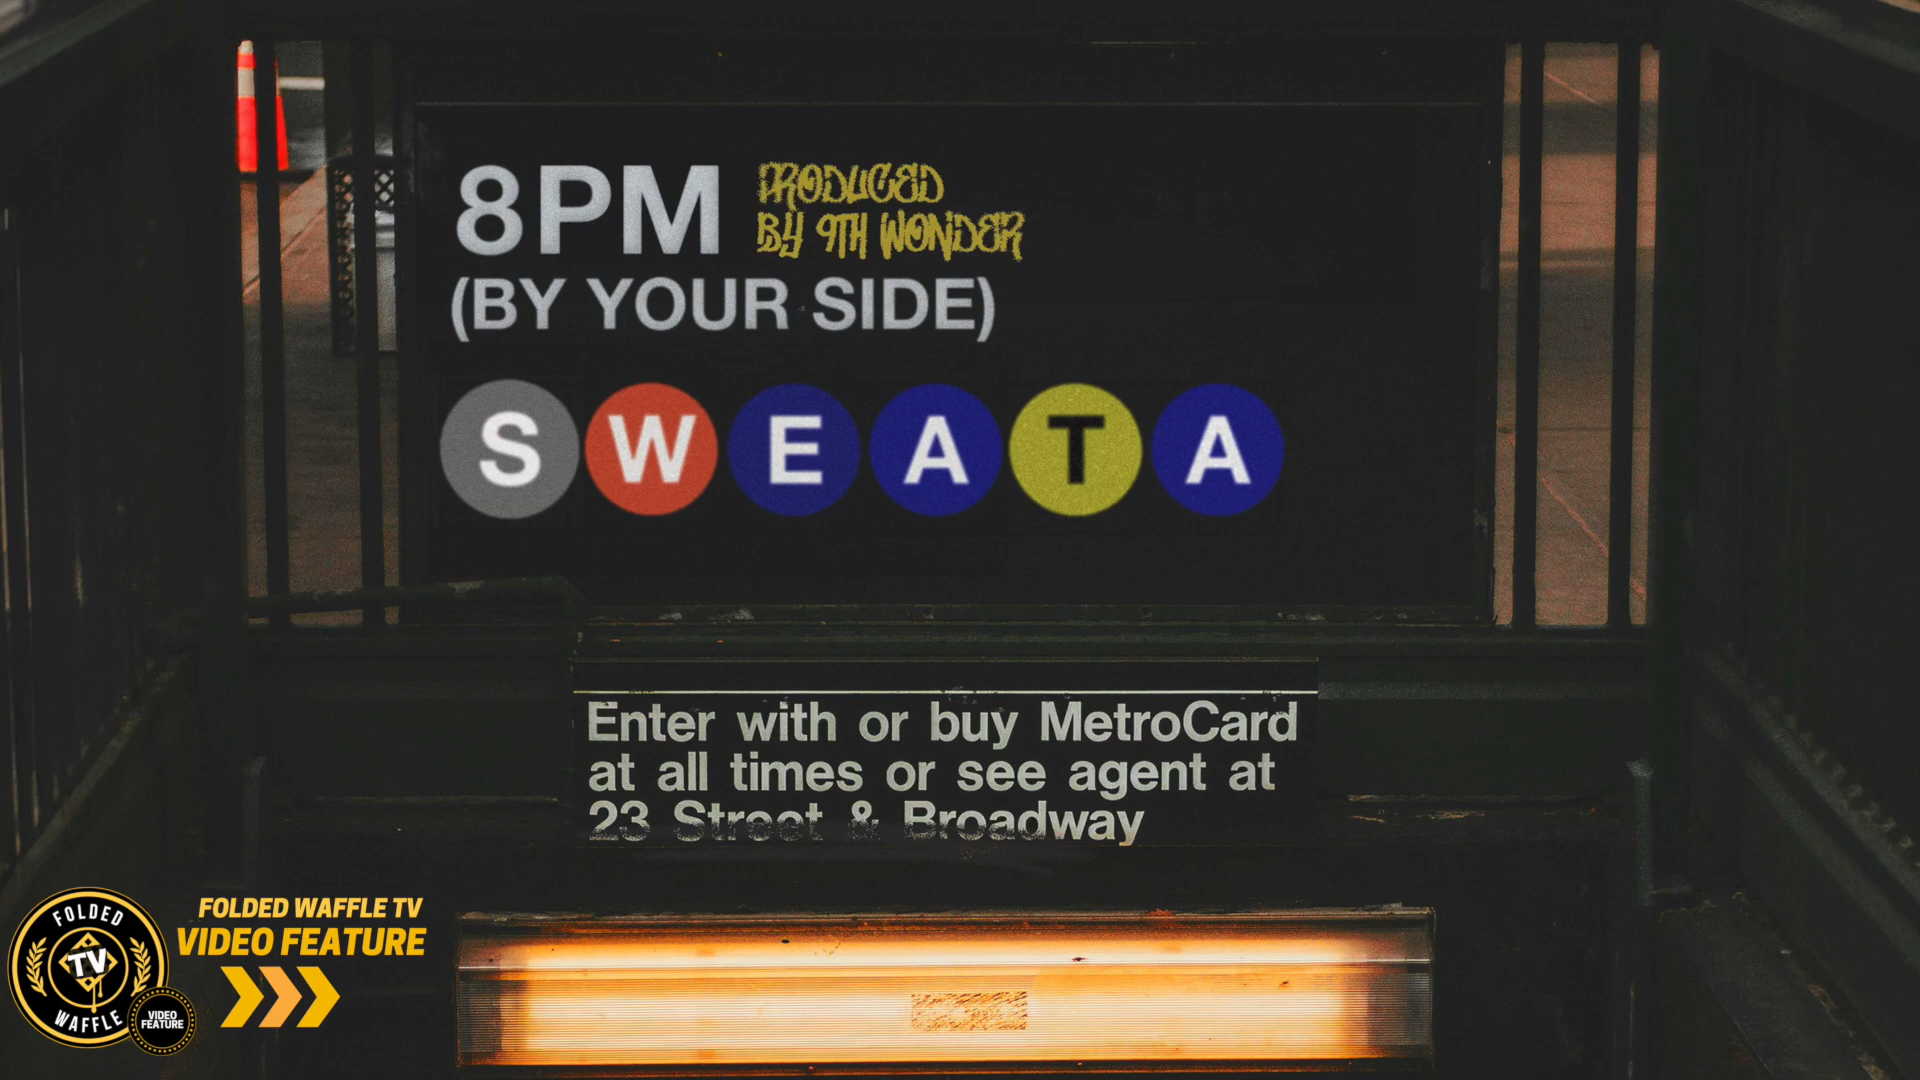 8PM
PRODUCED
BY 9TH WONDER
(BY YOUR SIDE)
SWEATA
Enter with or buy MetroCard
at all times or see agent at
23 Street & Broadway
FOLDED WAFFLE TV
VIDEO FEATURE
FOLDED
TV
WAFFLE
VIDEO
FEATURE